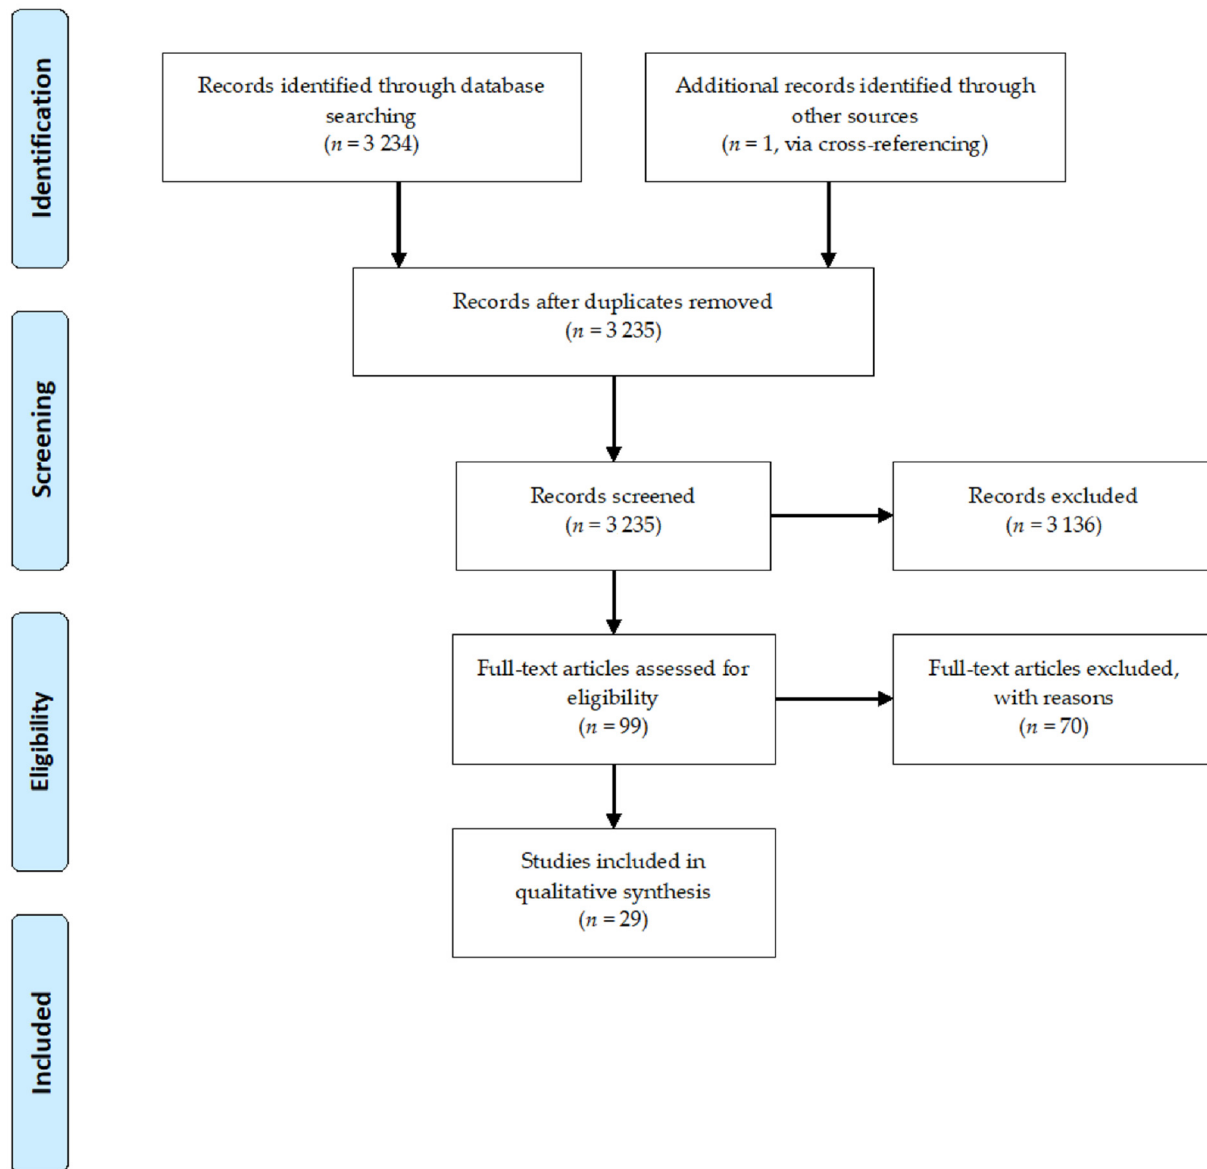 Identification
Records identified through database
searching
(n = 3 234)
Additional records identified through
other sources
(n = 1, via cross-referencing)
Records after duplicates removed
(n = 3 235)
Screening
Records screened
(n = 3 235)
Records excluded
(n = 3 136)
Eligibility
Full-text articles assessed for
eligibility
(n = 99)
Full-text articles excluded,
with reasons
(n = 70)
Studies included in
qualitative synthesis
(n = 29)
Included